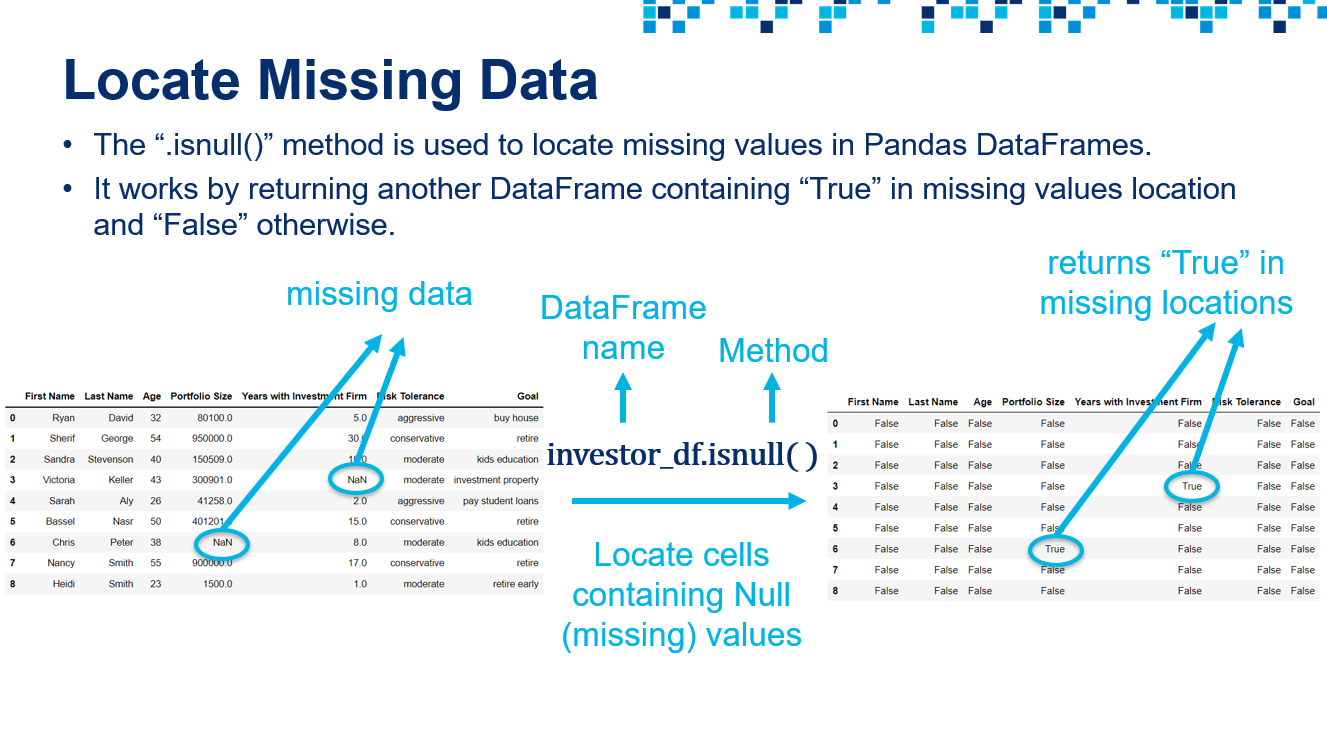 Locate Missing Data
• The “.isnull()” method is used to locate missing values in Pandas DataFrames.
• It works by returning another DataFrame containing “True” in missing values location
and “False” otherwise.
missing data
DataFrame
name
Method
returns “True” in
missing locations
First Name Last Name Age Portfolio Size Years with Investment Firm Risk Tolerance Goal
0 Ryan David 32 80100.0 5.0 aggressive buy house
1 Sherif George 54 950000.0 30.0 conservative retire
2 Sandra Stevenson 40 150509.0 moderate kids education
3 Victoria Keller 43 300901.0 NaN moderate investment property
4 Sarah Aly 26 41258.0 2.0 aggressive pay student loans
5 Bassel Nasr 50 401201.0 15.0 conservative retire
6 Chris Peter 38 NaN 8.0 moderate kids education
7 Nancy Smith 55 900000.0 17.0 conservative retire
8 Heidi Smith 23 1500.0 1.0 moderate retire early
investor_df.isnull( )
Locate cells
containing Null
(missing) values
First Name Last Name Age Portfolio Size Years with Investment Firm Risk Tolerance Goal
0 False False False False False False False
1 False False False False False False False
2 False False False False False False False
3 False False False False True False False
4 False False False False False False False
5 False False False False False False False
6 False False False True False False False
7 False False False False False False False
8 False False False False False False False